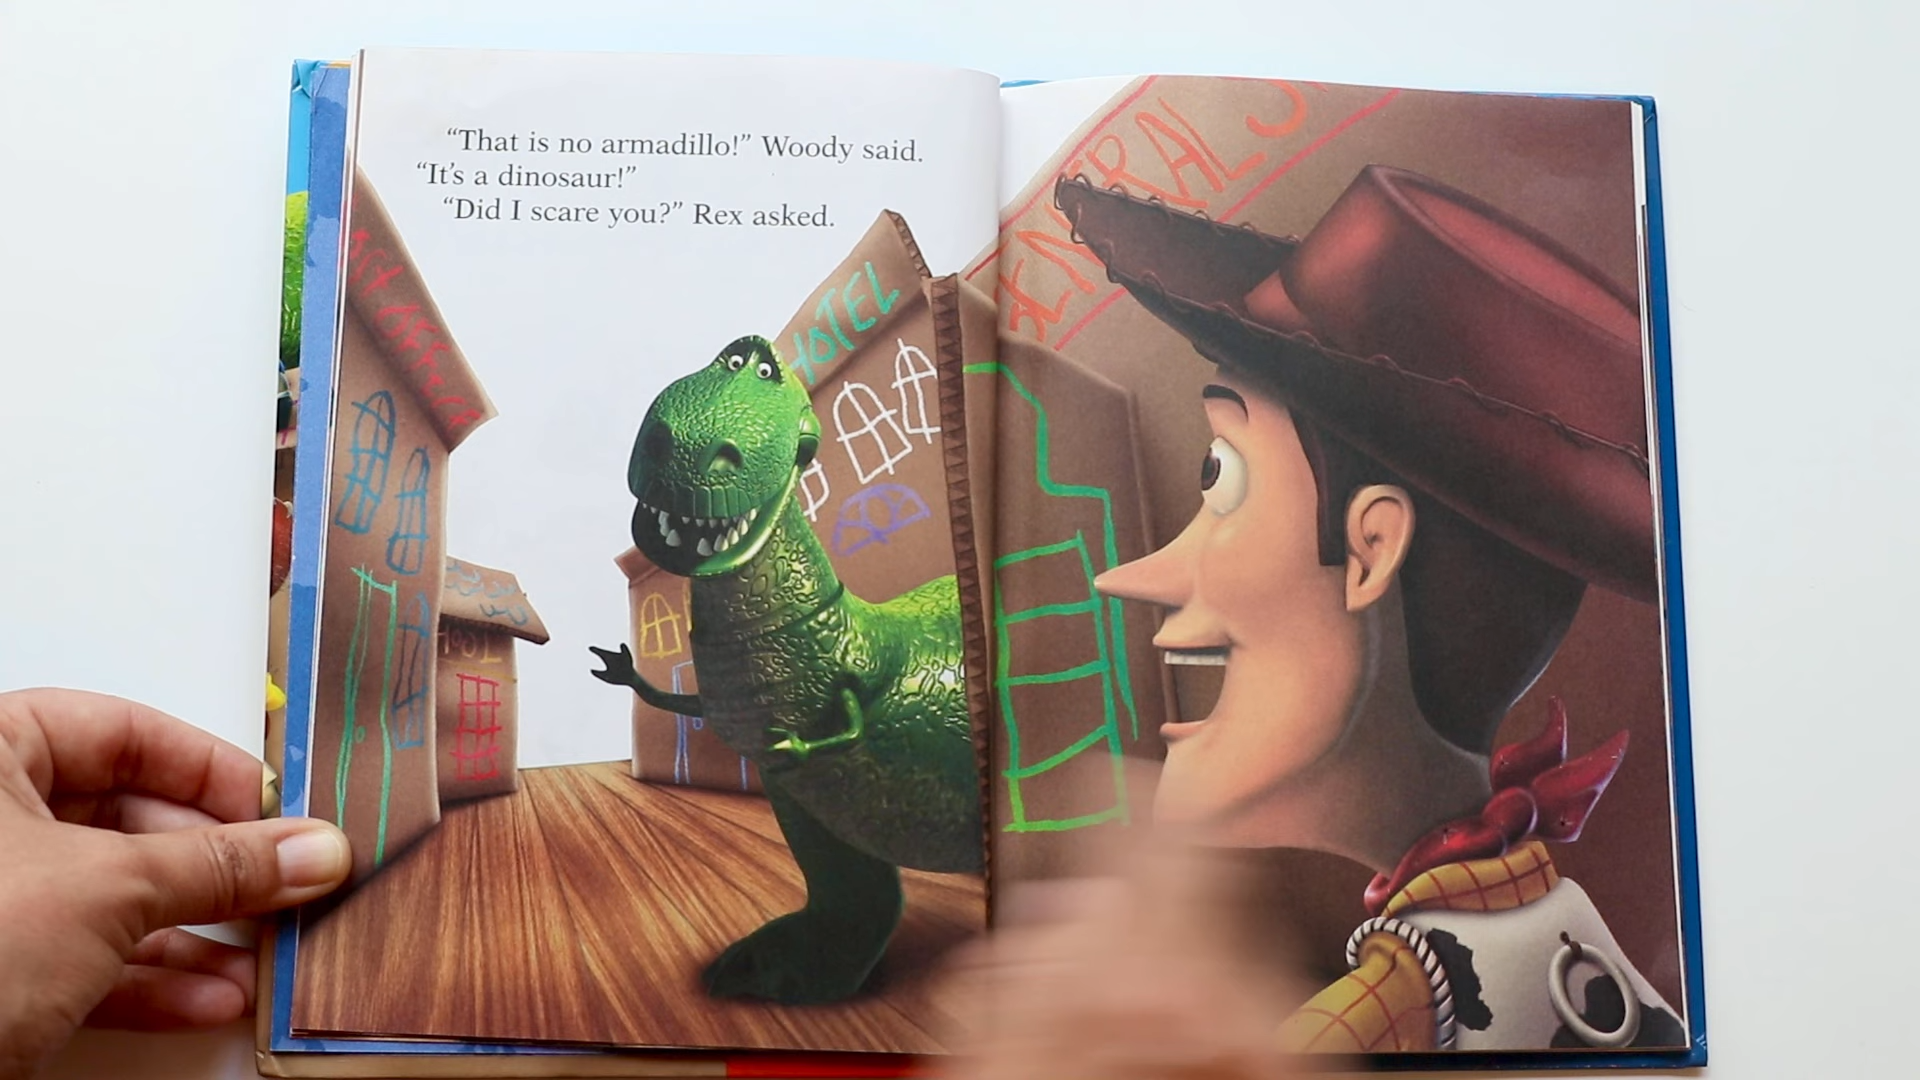 “That is no armadillo!” Woody said.
“It’s a dinosaur!”
“Did I scare you?” Rex asked.
HOTEL